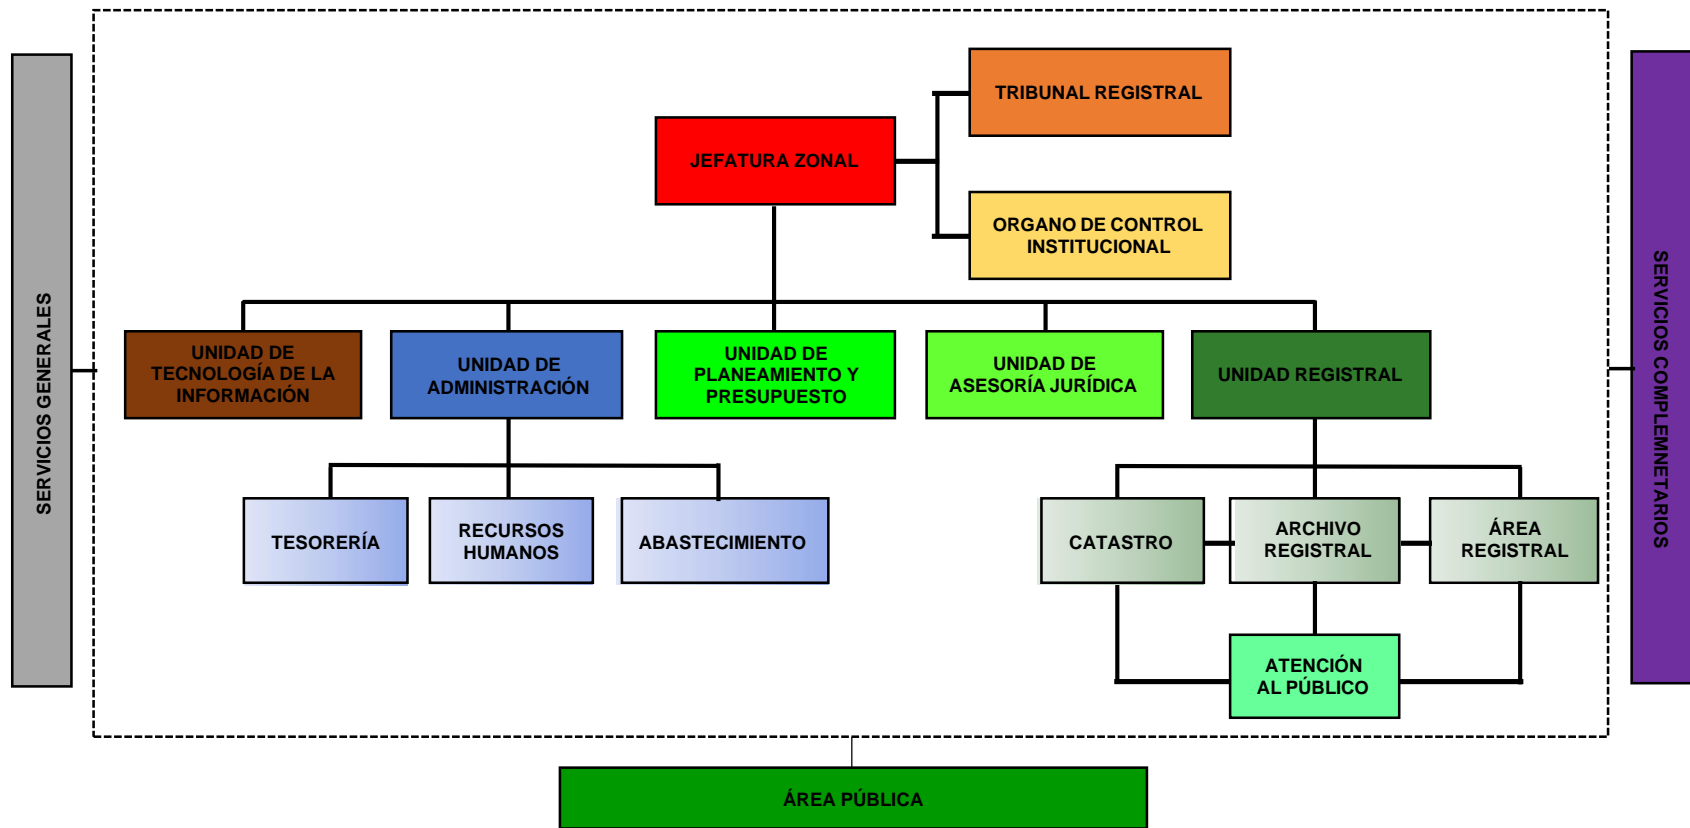 TRIBUNAL REGISTRAL
JEFATURA ZONAL
ORGANO DE CONTROL
INSTITUCIONAL
SERVICIOS GENERALES
SERVICIOS COMPLEMNETARIOS
UNIDAD DE
TECNOLOGÍA DE LA
INFORMACIÓN
UNIDAD DE
ADMINISTRACIÓN
UNIDAD DE
PLANEAMIENTO Y
PRESUPUESTO
UNIDAD DE
ASESORÍA JURÍDICA
UNIDAD REGISTRAL
TESORERÍA
RECURSOS
HUMANOS
ABASTECIMIENTO
CATASTRO
ARCHIVO
REGISTRAL
ÁREA
REGISTRAL
ATENCIÓN
AL PÚBLICO
ÁREA PÚBLICA